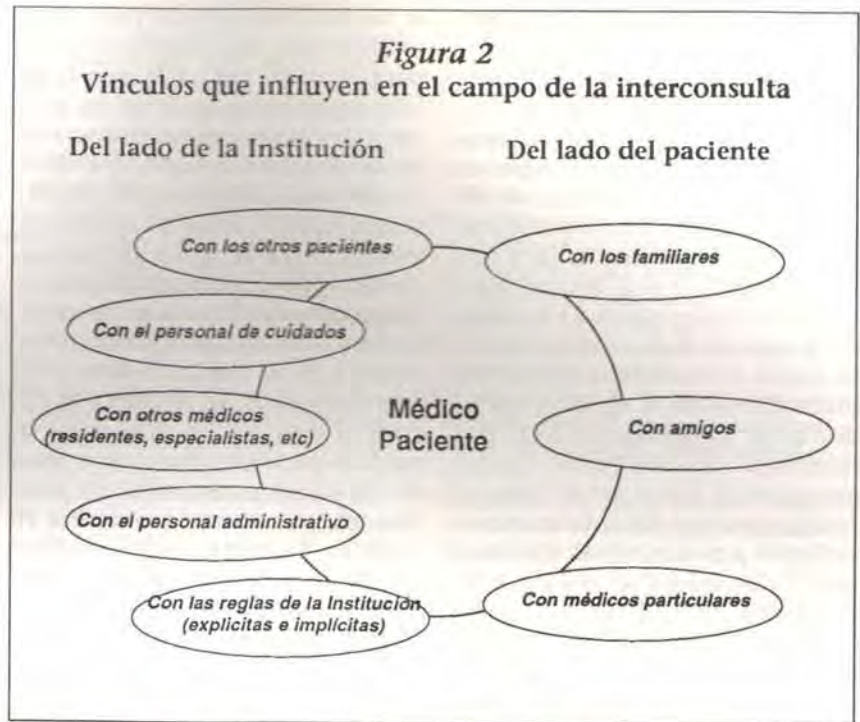 Figura 2
Vínculos que influyen en el campo de la interconsulta
Del lado de la Institución
Del lado del paciente
Con los otros pacientes
Con los familiares
Con el personal de cuidados
Con otros médicos
(residentes, especialistas, etc)
Médico
Paciente
Con amigos
Con el personal administrativo
Con las reglas de la Institución
(explicitas e implícitas)
Con médicos particulares